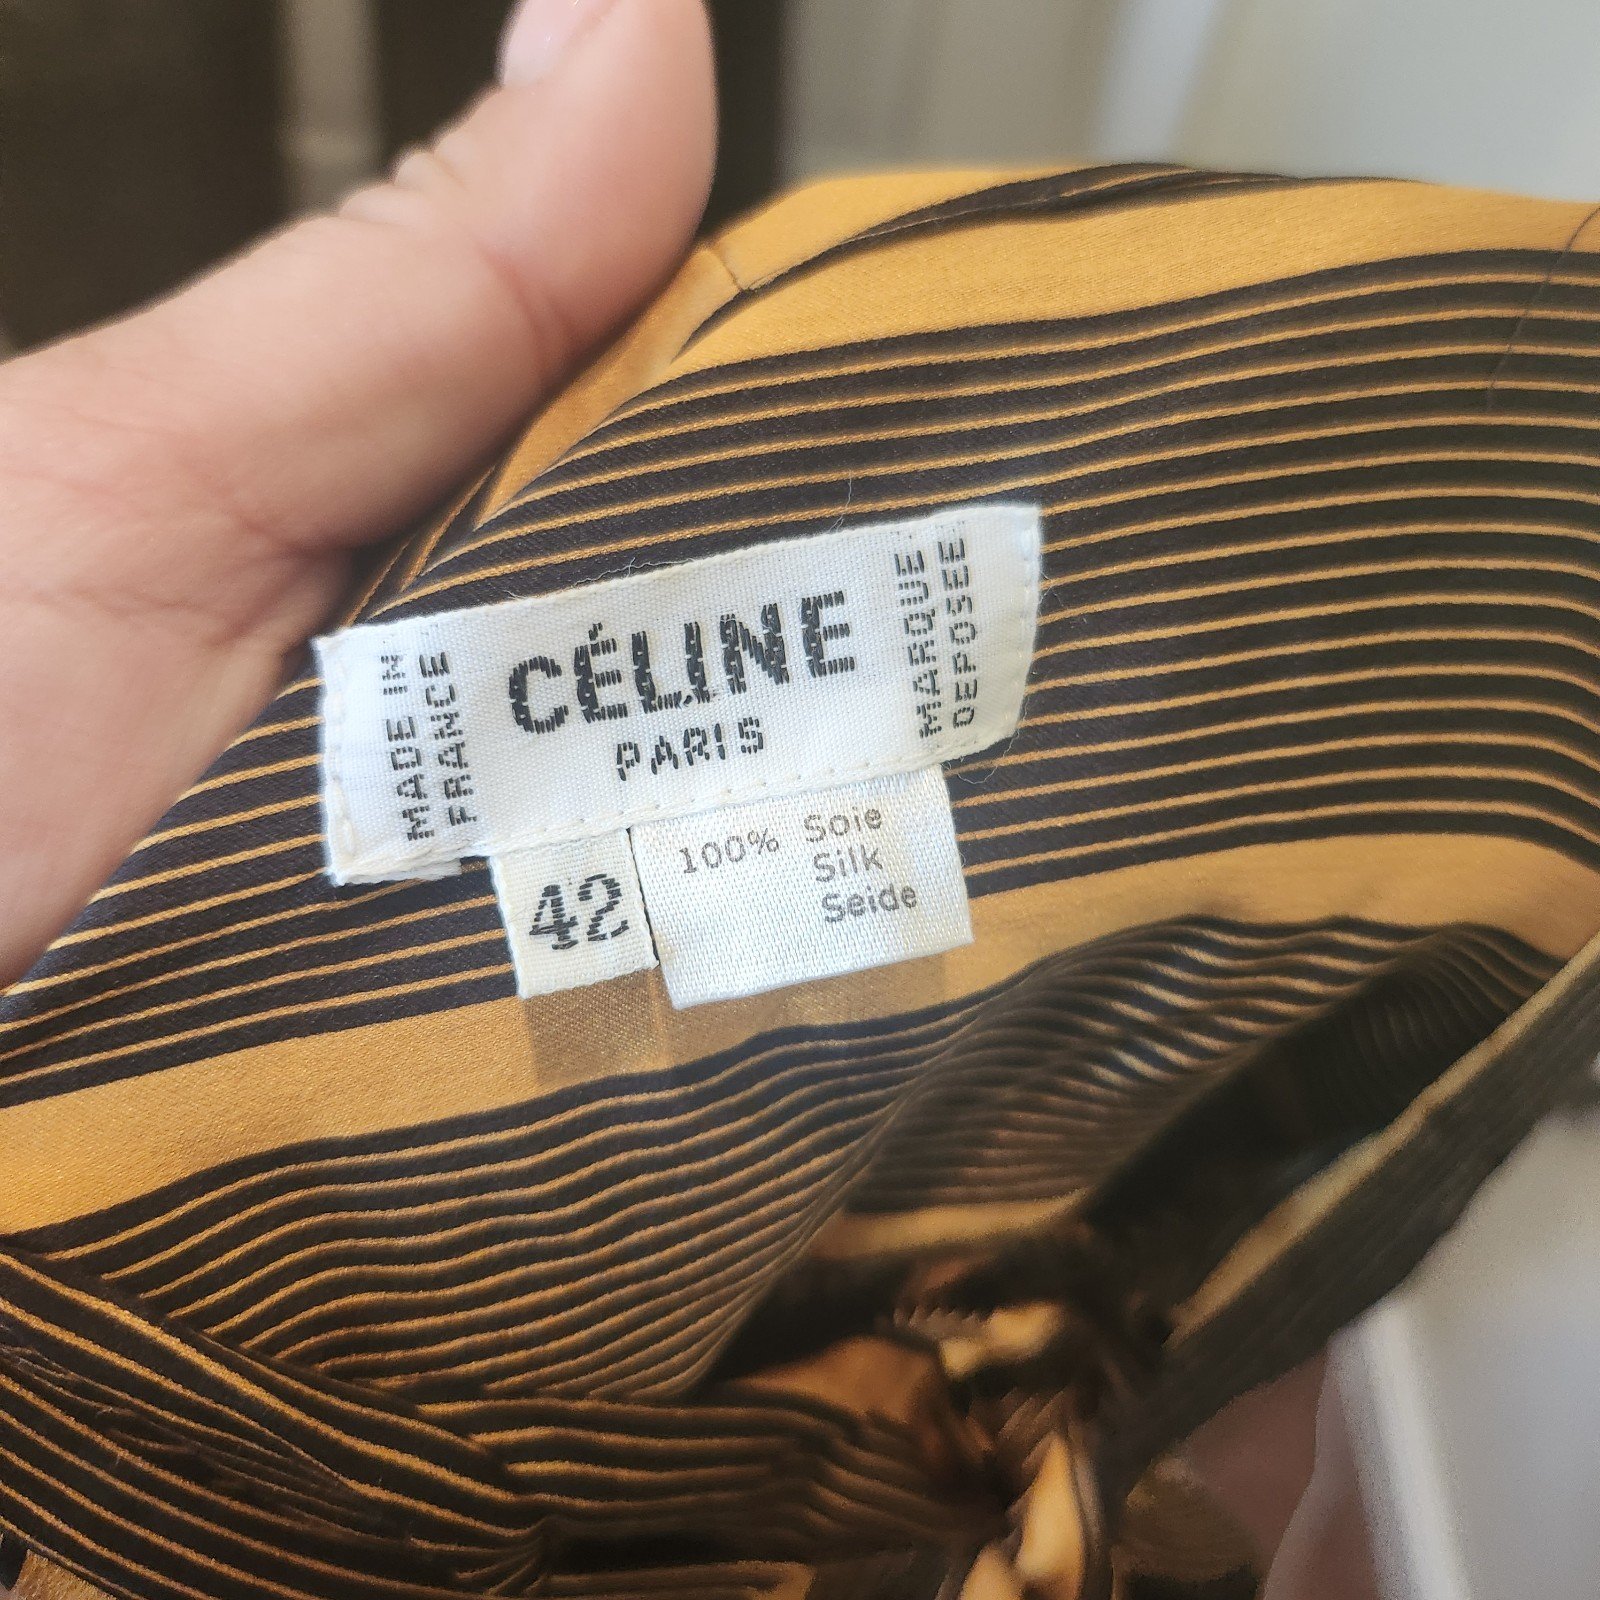 MADE IN
FRANCE
CÉLINE
PARIS
MARQUE
DEPOSEE
42
100% Soie
Silk
Seide